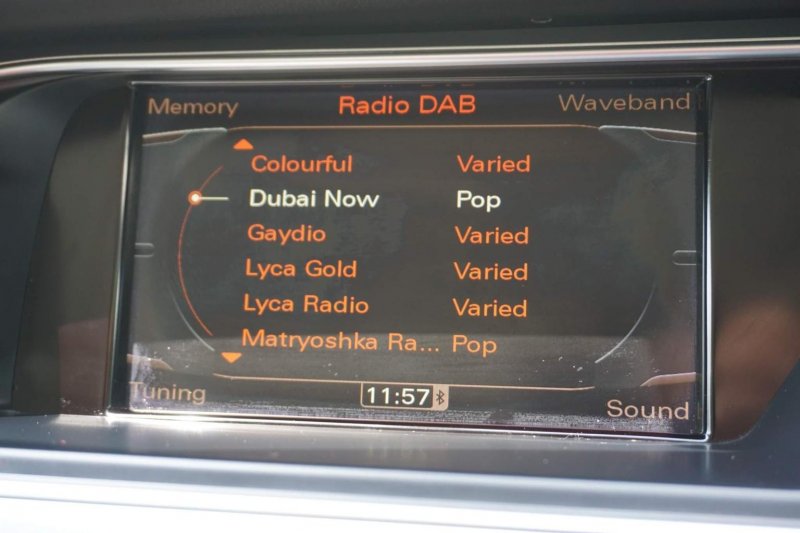 Memory Radio DAB Waveband
Colourful Varied
Dubai Now Pop
Gaydio Varied
Lyca Gold Varied
Lyca Radio Varied
Matryoshka Ra... Pop
Tuning 11:57 Sound